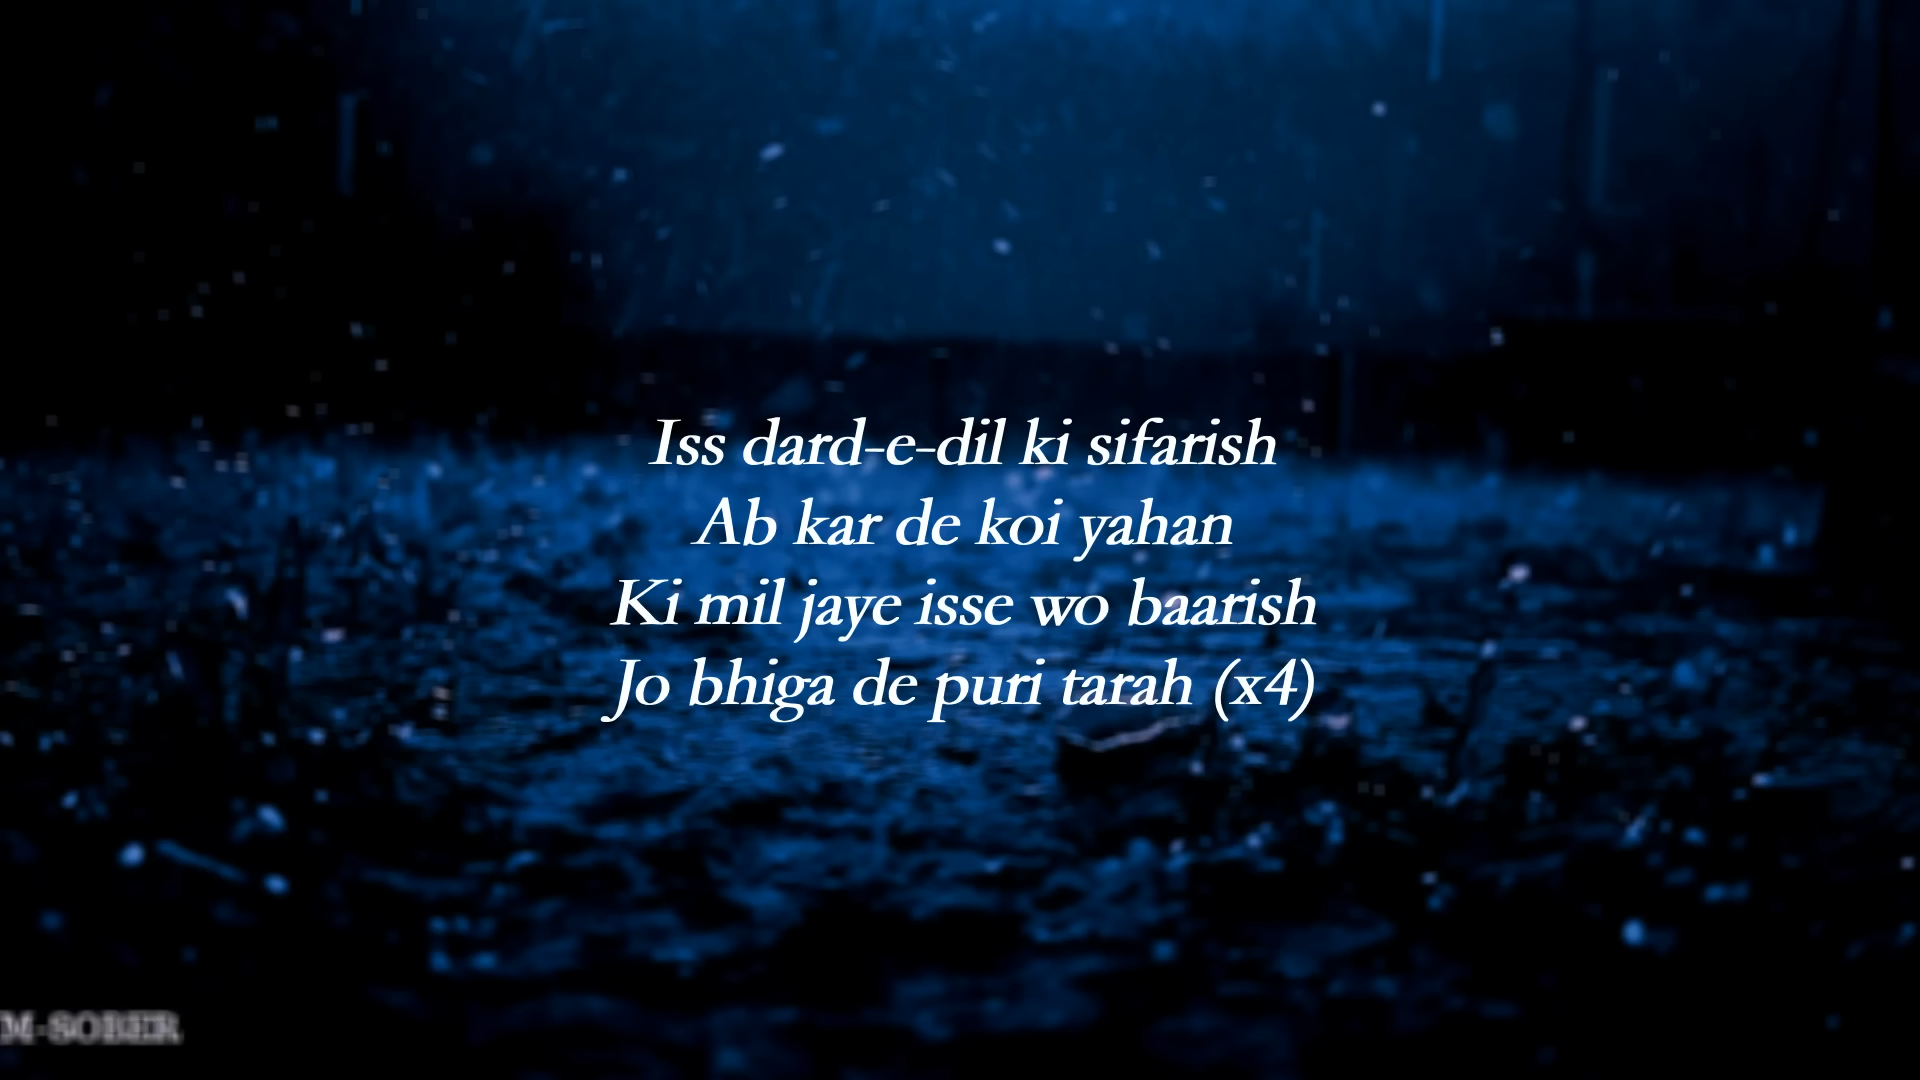 Iss dard-e-dil ki sifarish
Ab kar de koi yahan
Ki mil jaye isse wo baarish
Jo bhiga de puri tarah (x4)
M-SOBER